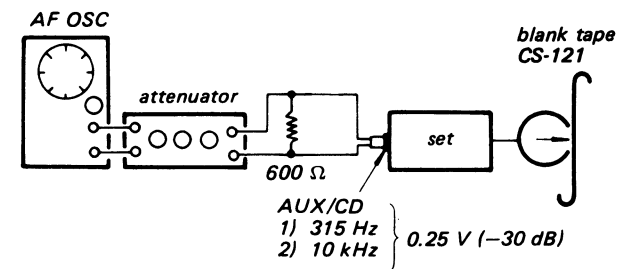 AF OSC
blank tape
CS-121
attenuator
set
600 Ω
AUX/CD
1) 315 Hz
2) 10 kHz
0.25 V (−30 dB)